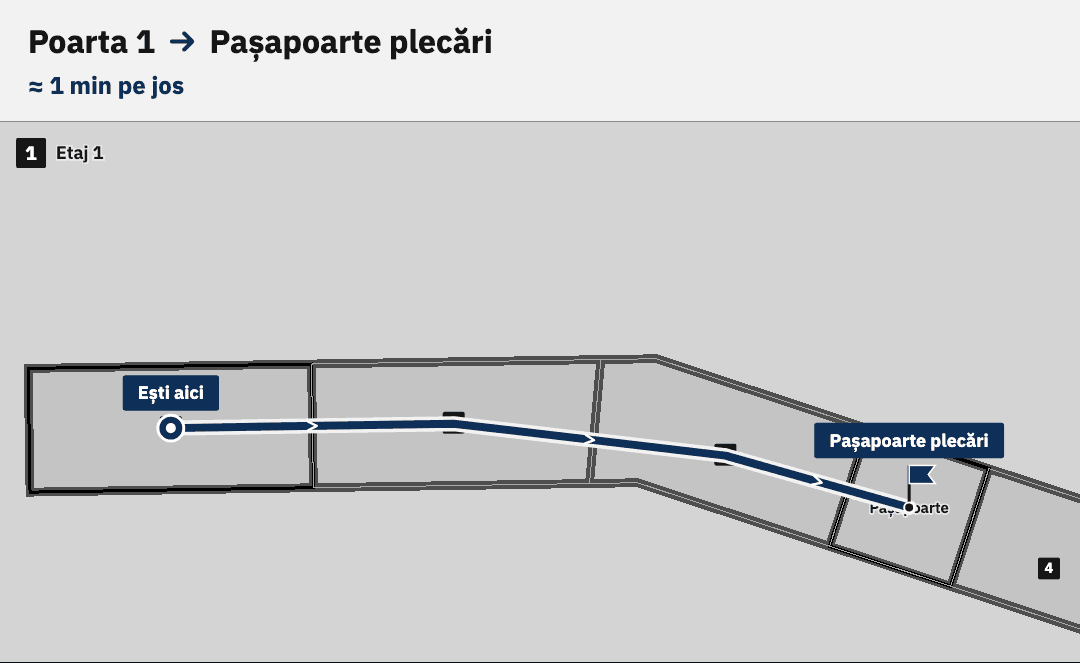 Poarta 1 → Pașapoarte plecări
≈ 1 min pe jos
1 Etaj 1
Ești aici
Pașapoarte plecări
4